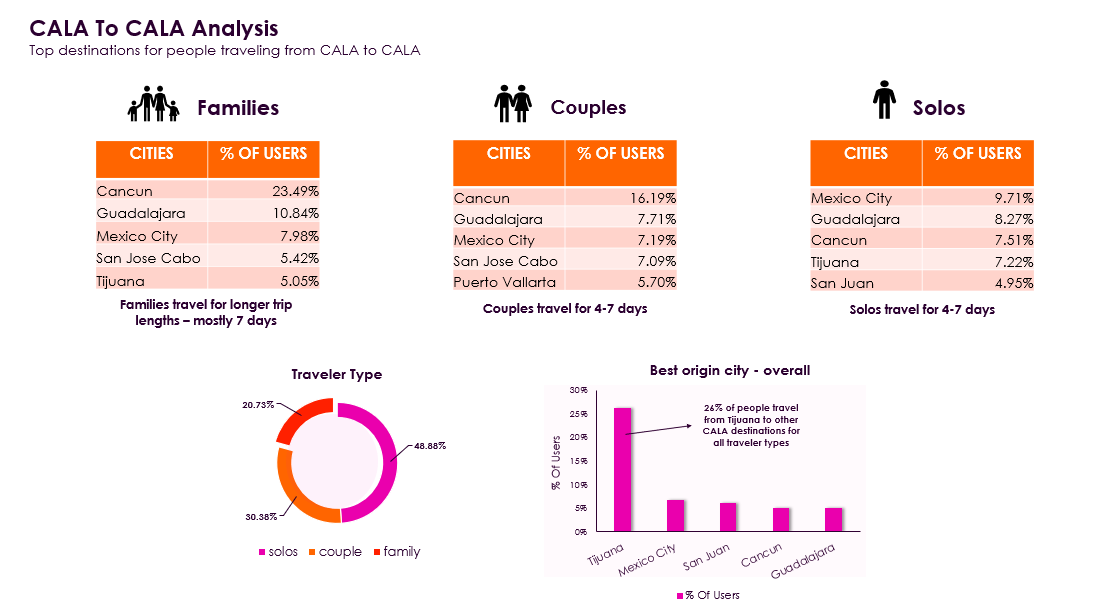 CALA To CALA Analysis
Top destinations for people traveling from CALA to CALA
Families
CITIES % OF USERS
Cancun 23.49%
Guadalajara 10.84%
Mexico City 7.98%
San Jose Cabo 5.42%
Tijuana 5.05%
Families travel for longer trip
lengths – mostly 7 days
Couples
CITIES % OF USERS
Cancun 16.19%
Guadalajara 7.71%
Mexico City 7.19%
San Jose Cabo 7.09%
Puerto Vallarta 5.70%
Couples travel for 4-7 days
Solos
CITIES % OF USERS
Mexico City 9.71%
Guadalajara 8.27%
Cancun 7.51%
Tijuana 7.22%
San Juan 4.95%
Solos travel for 4-7 days
Traveler Type
20.73%
48.88%
30.38%
solos couple family
Best origin city - overall
% Of Users
30%
25%
20%
15%
10%
5%
0%
26% of people travel
from Tijuana to other
CALA destinations for
all traveler types
Tijuana
Mexico City
San Juan
Cancun
Guadalajara
% Of Users